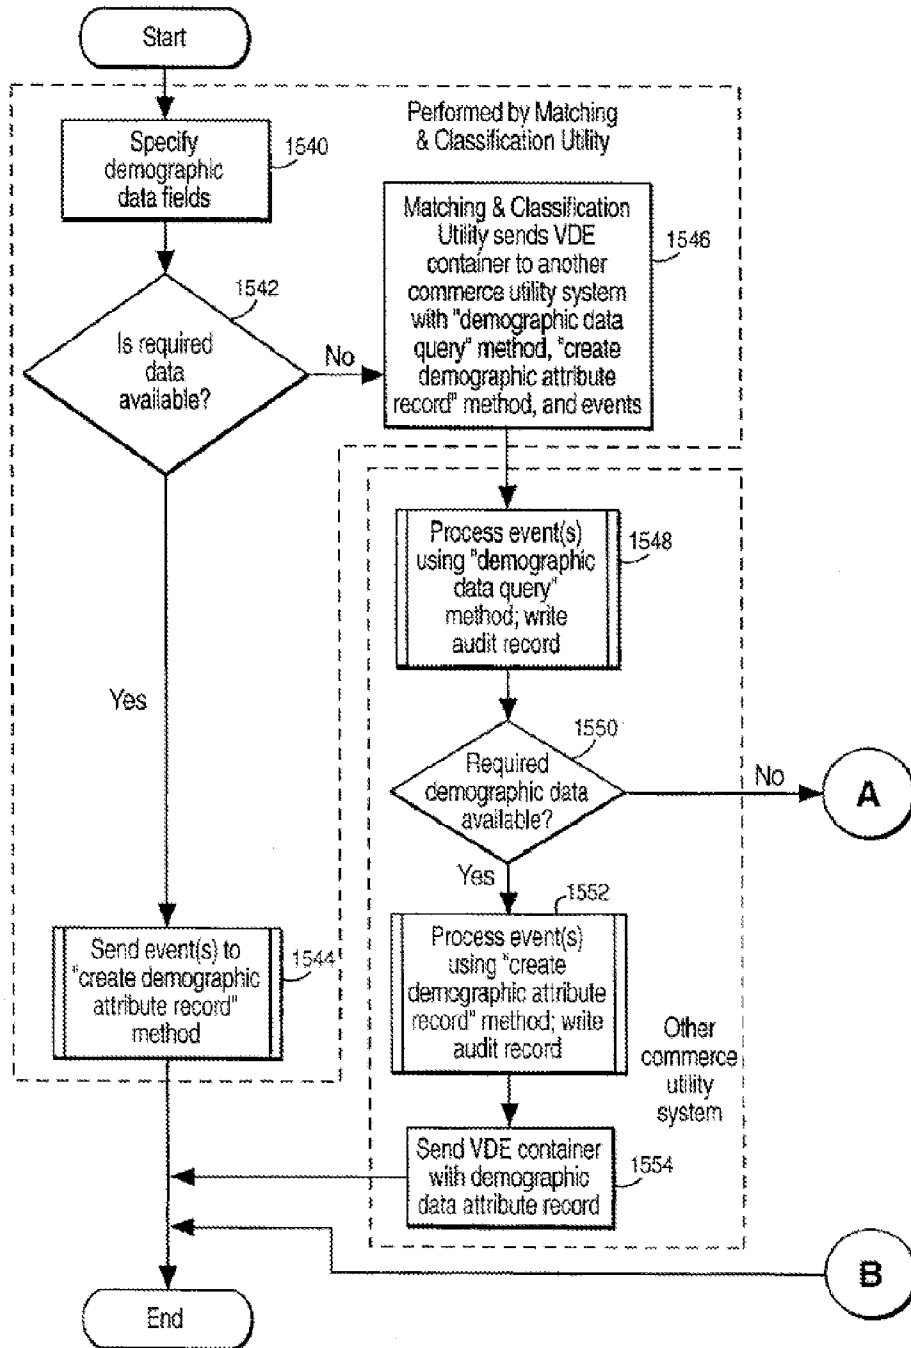 Start
Performed by Matching
& Classification Utility
Specify
demographic
data fields
1540
Matching & Classification
Utility sends VDE
container to another
commerce utility system
with "demographic data
query" method, "create
demographic attribute
record" method, and events
1546
1542
Is required
data
available?
No
Process event(s)
using "demographic
data query"
method; write
audit record
1548
Yes
1550
Required
demographic data
available?
No
A
Yes
1552
Process event(s)
using "create
demographic attribute
record" method; write
audit record
Send event(s) to
"create demographic
attribute record"
method
1544
Other
commerce
utility
system
Send VDE container
with demographic
data attribute record
1554
B
End